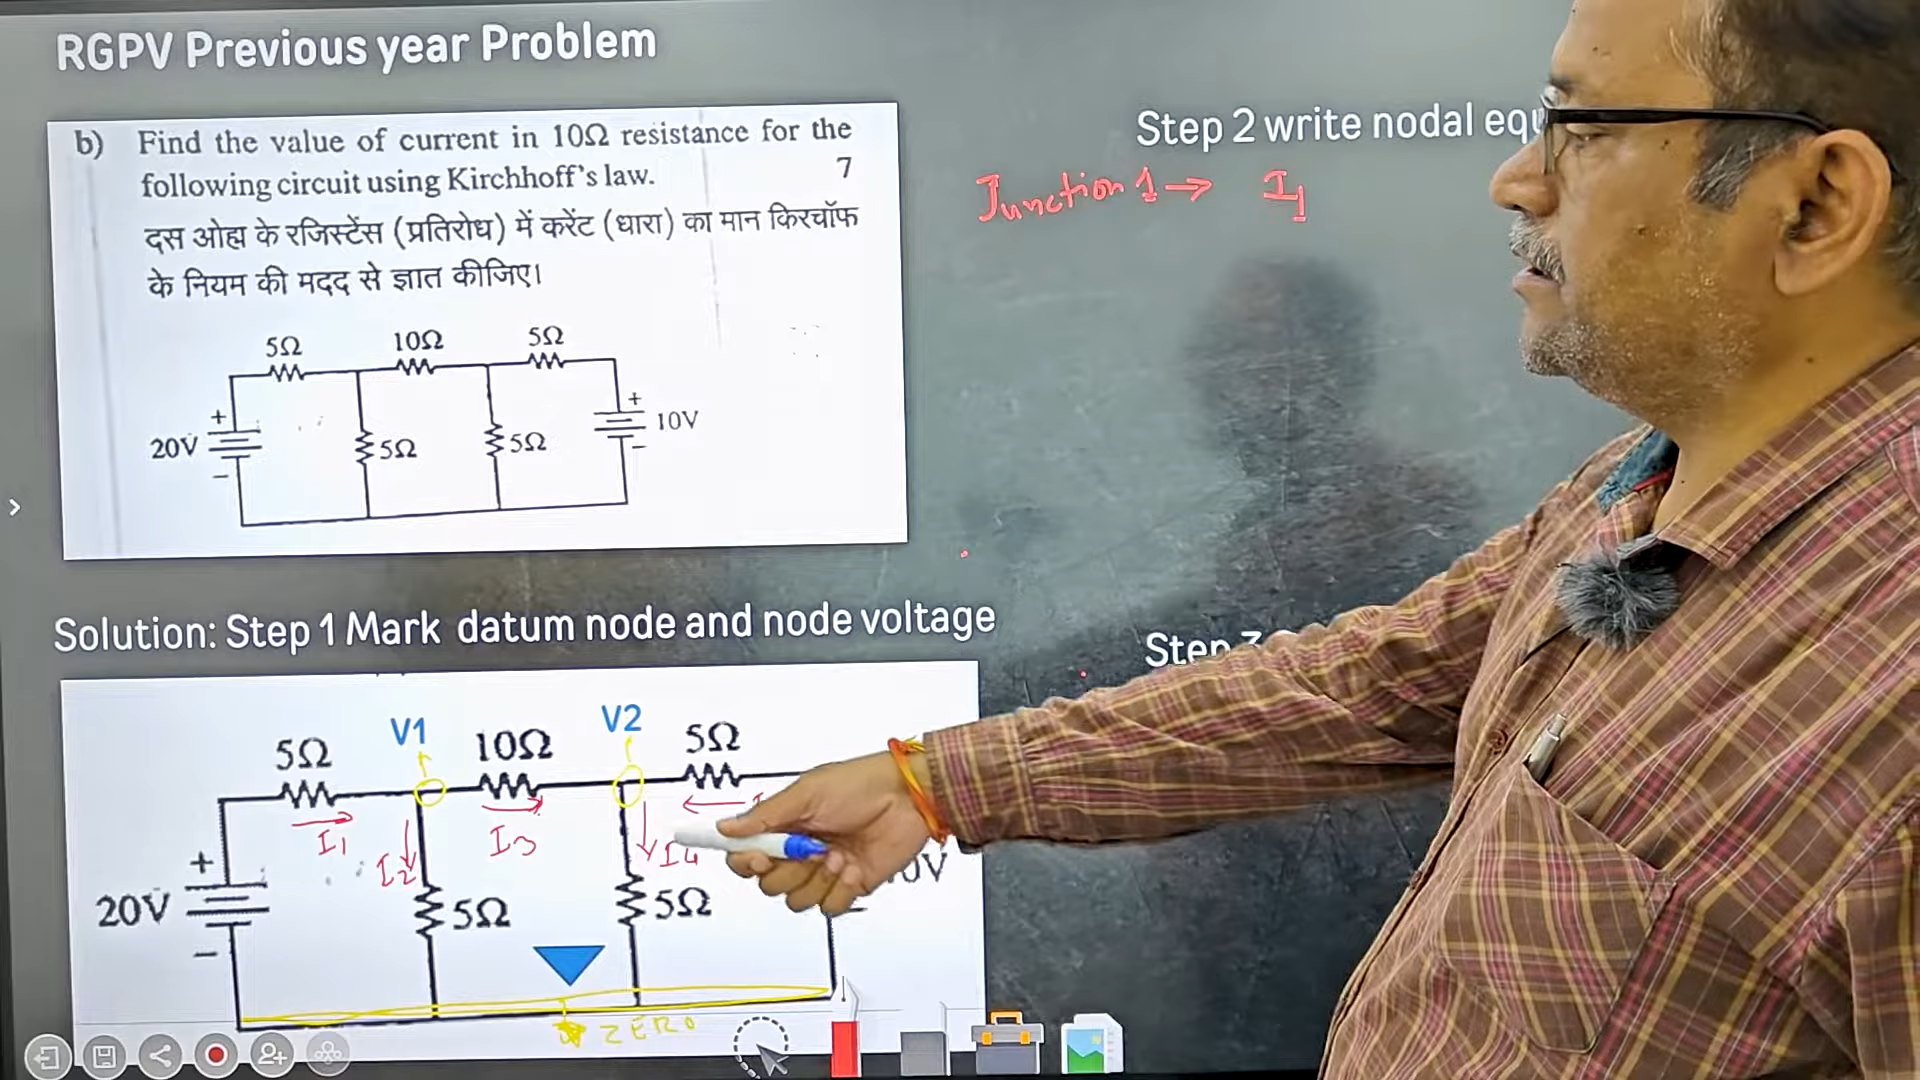 RGPV Previous year Problem
b) Find the value of current in 10Ω resistance for the
following circuit using Kirchhoff's law. 7
दस ओह्म के रजिस्टेंस (प्रतिरोध) में करेंट (धारा) का मान किरचॉफ
के नियम की मदद से ज्ञात कीजिए।
5Ω 10Ω 5Ω
+ +
20V 5Ω 5Ω 10V
- -
Step 2 write nodal equ
Junction 1→ I1
Solution: Step 1 Mark datum node and node voltage
Step 3
V1 V2
5Ω 10Ω 5Ω
I1 I2 I3 I4
+
20V 5Ω 5Ω
-
ZERO